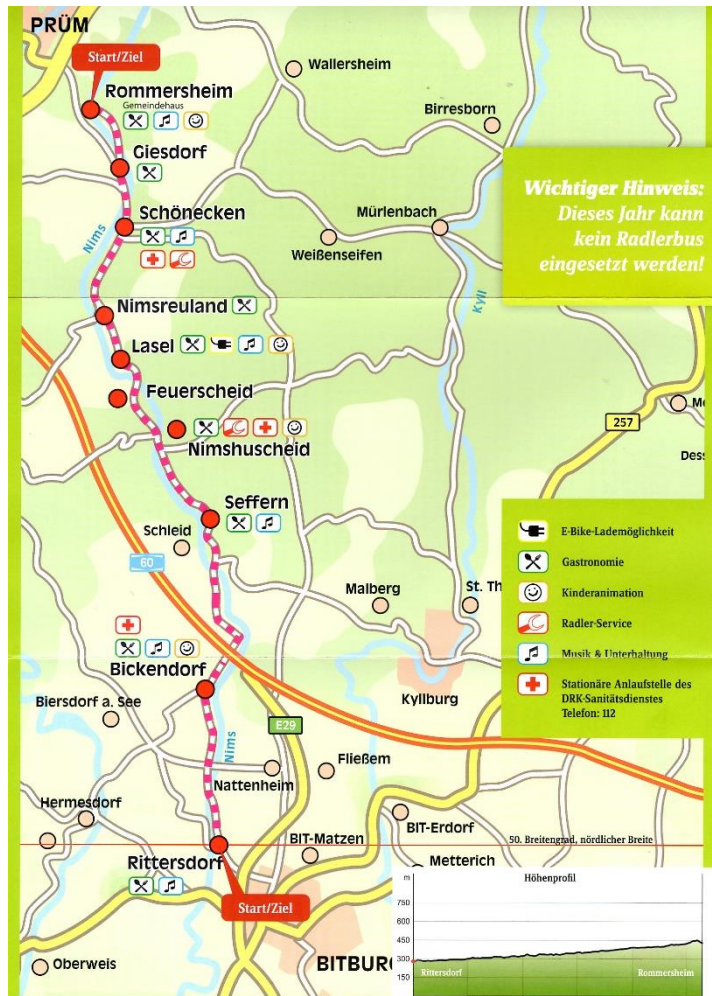 PRÜM
Start/Ziel
Wallersheim
Rommersheim
Gemeindehaus
Birresborn
Giesdorf
Wichtiger Hinweis:
Dieses Jahr kann
kein Radlerbus
eingesetzt werden!
Schönecken
Mürlenbach
Nims
Weißenseifen
Kyll
Nimsreuland
Lasel
Feuerscheid
257
Nimshuscheid
Seffern
Schleid
60
E-Bike-Lademöglichkeit
Gastronomie
Malberg
St. Th
Kinderanimation
Radler-Service
Musik & Unterhaltung
Bickendorf
Kyllburg
Stationäre Anlaufstelle des
DRK-Sanitätsdienstes
Telefon: 112
Biersdorf a. See
E29
Nims
Fließem
Nattenheim
Hermesdorf
BIT-Erdorf
50. Breitengrad, nördlicher Breite
BIT-Matzen
Rittersdorf
Metterich
Höhenprofil
m
750
600
450
300
150
Rittersdorf
Rommersheim
Start/Ziel
Oberweis
BITBURG